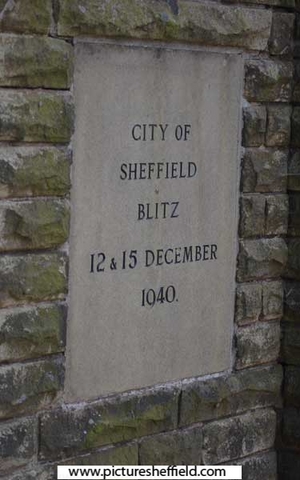 CITY OF
SHEFFIELD
BLITZ
12 & 15 DECEMBER
1940.
www.picturesheffield.com